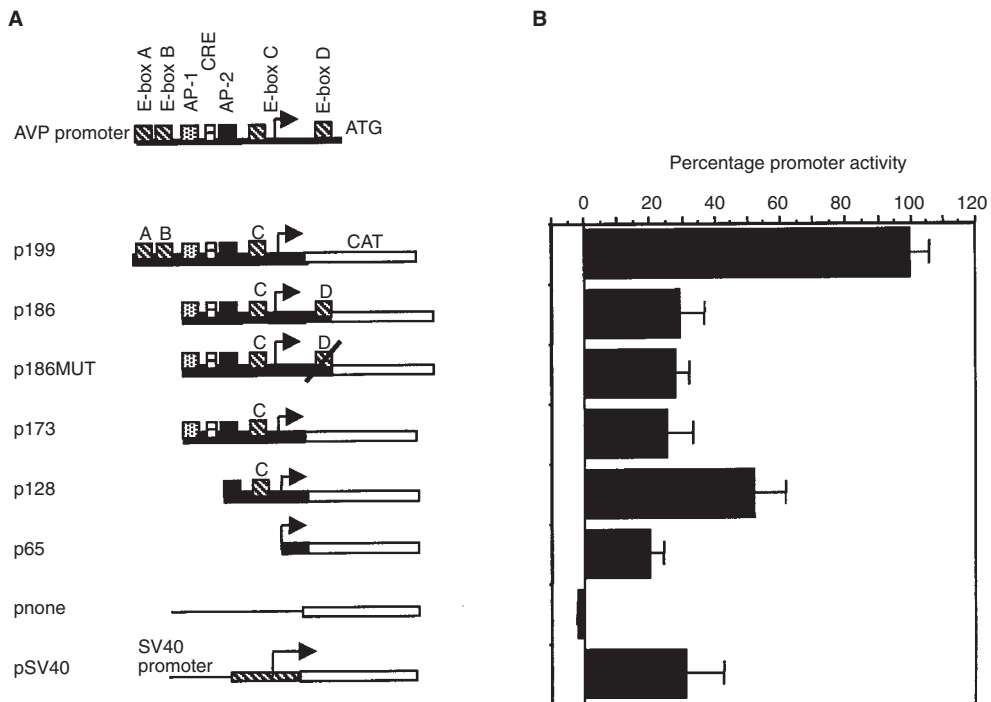 A
B
E-box A
E-box B
AP-1
CRE
AP-2
E-box C
E-box D
AVP promoter
ATG
Percentage promoter activity
0 20 40 60 80 100 120
p199
A B C
CAT
p186
C D
p186MUT
C D
p173
C
p128
C
p65
pnone
SV40
promoter
pSV40